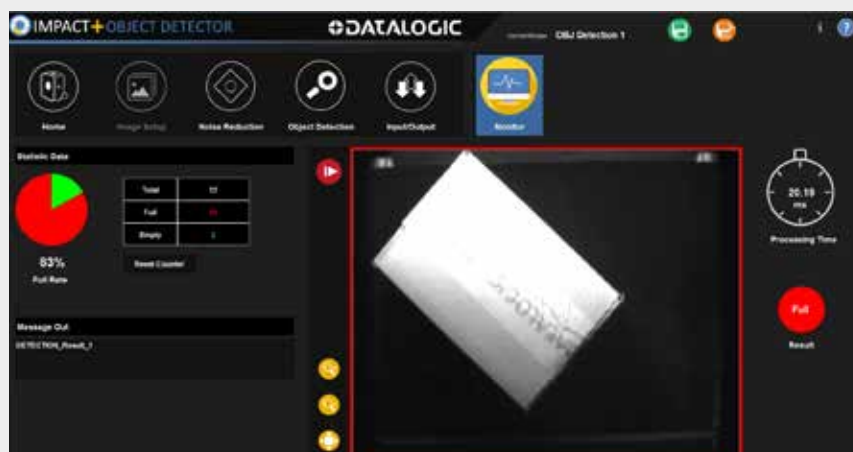 IMPACT+ OBJECT DETECTOR
DATALOGIC
OBJ Detection 1
i ?
Home
Image Setup
Noise Reduction
Object Detection
Input/Output
Monitor
Statistic Data
Total
Full
Empty
83%
Full Rate
Reset Counter
20.19
ms
Processing Time
Full
Result
Message Out
DETECTION_Result_1